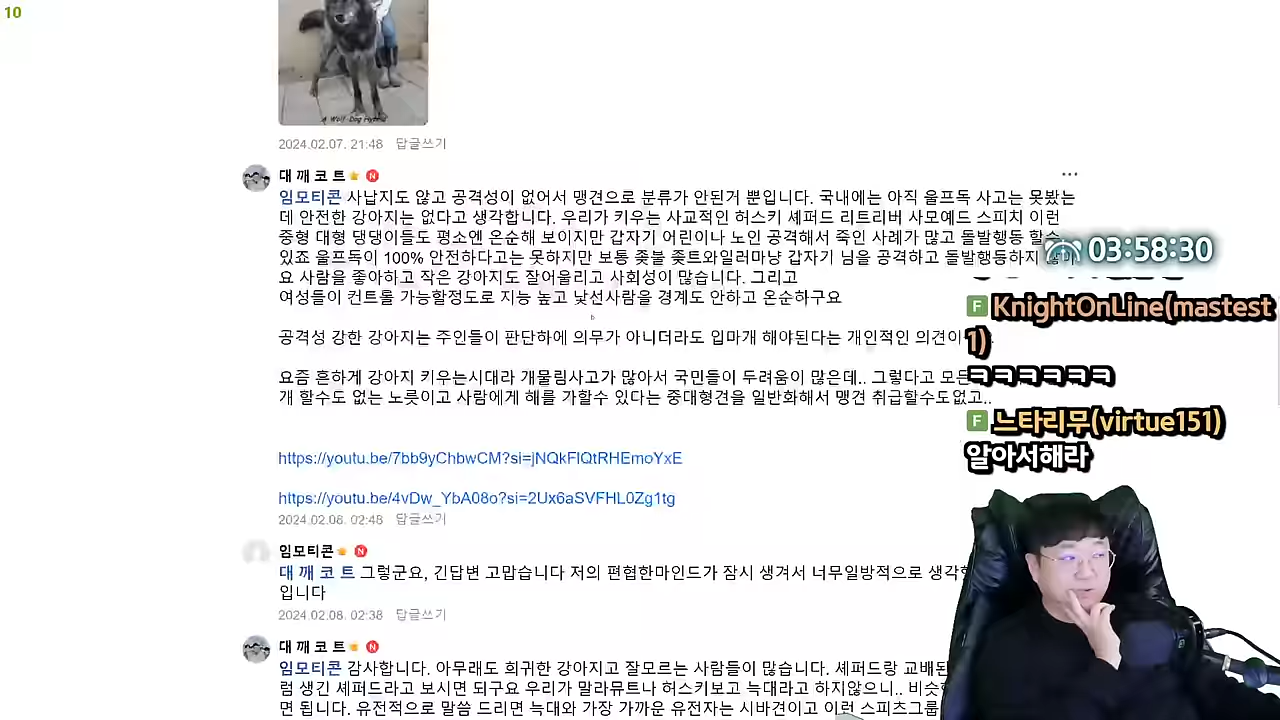 10
A Wolf-Dog Hybrid
2024.02.07. 21:48 답글쓰기
대 깨 코 트 N
임모티콘 사납지도 않고 공격성이 없어서 맹견으로 분류가 안된거 뿐입니다. 국내에는 아직 울프독 사고는 못봤는
데 안전한 강아지는 없다고 생각합니다. 우리가 키우는 사교적인 허스키 셰퍼드 리트리버 사모예드 스피치 이런
중형 대형 댕댕이들도 평소엔 온순해 보이지만 갑자기 어린이나 노인 공격해서 죽인 사례가 많고 돌발행동 할수
있죠 울프독이 100% 안전하다고는 못하지만 보통 좆불 좆트와일러마냥 갑자기 님을 공격하고 돌발행동하지
요 사람을 좋아하고 작은 강아지도 잘어울리고 사회성이 많습니다. 그리고
여성들이 컨트롤 가능할정도로 지능 높고 낯선사람을 경계도 안하고 온순하구요
공격성 강한 강아지는 주인들이 판단하에 의무가 아니더라도 입마개 해야된다는 개인적인 의견이
요즘 흔하게 강아지 키우는시대라 개물림사고가 많아서 국민들이 두려움이 많은데.. 그렇다고 모든
개 할수도 없는 노릇이고 사람에게 해를 가할수 있다는 중대형견을 일반화해서 맹견 취급할수도없고..
https://youtu.be/7bb9yChbwCM?si=jNQkFlQtRHEmoYxE
https://youtu.be/4vDw_YbA08o?si=2Ux6aSVFHL0Zg1tg
2024.02.08. 02:48 답글쓰기
임모티콘 N
대 깨 코 트 그렇군요, 긴답변 고맙습니다 저의 편협한마인드가 잠시 생겨서 너무일방적으로
입니다
2024.02.08. 02:38 답글쓰기
대 깨 코 트 N
임모티콘 감사합니다. 아무래도 희귀한 강아지고 잘모르는 사람들이 많습니다. 셰퍼드랑 교배된
럼 생긴 셰퍼드라고 보시면 되구요 우리가 말라뮤트나 허스키보고 늑대라고 하지않으니..
면 됩니다. 유전적으로 말씀 드리면 늑대와 가장 가까운 유전자는 시바견이고 이런 스피츠그룹
03:58:30
F KnightOnLine(mastest
1)
ㅋㅋㅋㅋㅋㅋ
F 느타리무(virtue151)
알아서해라